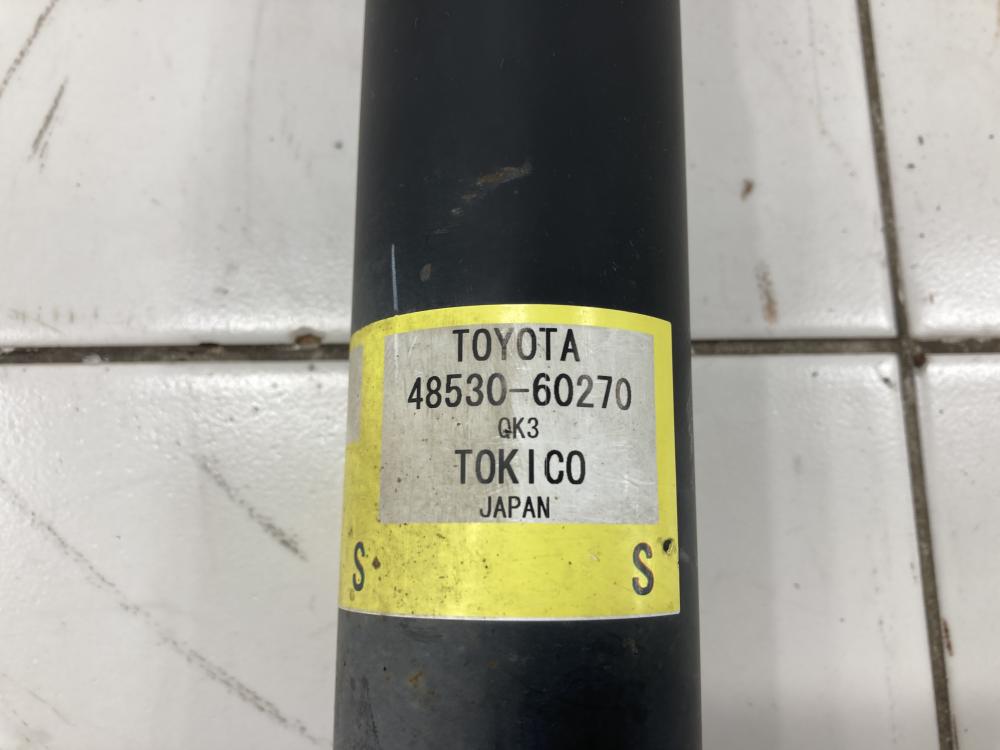 TOYOTA
48530-60270
QK3
TOKICO
JAPAN
S S